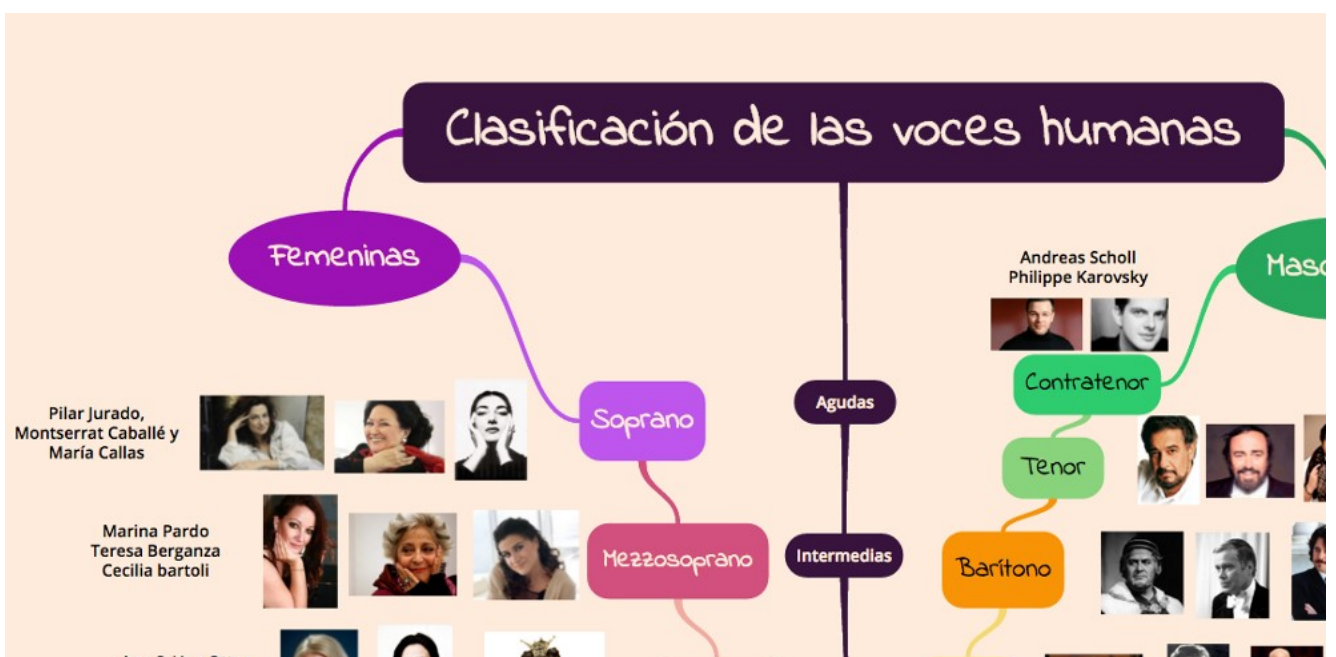 Clasificación de las voces humanas
Femeninas
Andreas Scholl
Philippe Karovsky
Contratenor
Agudas
Soprano
Pilar Jurado,
Montserrat Caballé y
María Callas
Tenor
Marina Pardo
Teresa Berganza
Cecilia bartoli
Mezzosoprano
Intermedias
Barítono